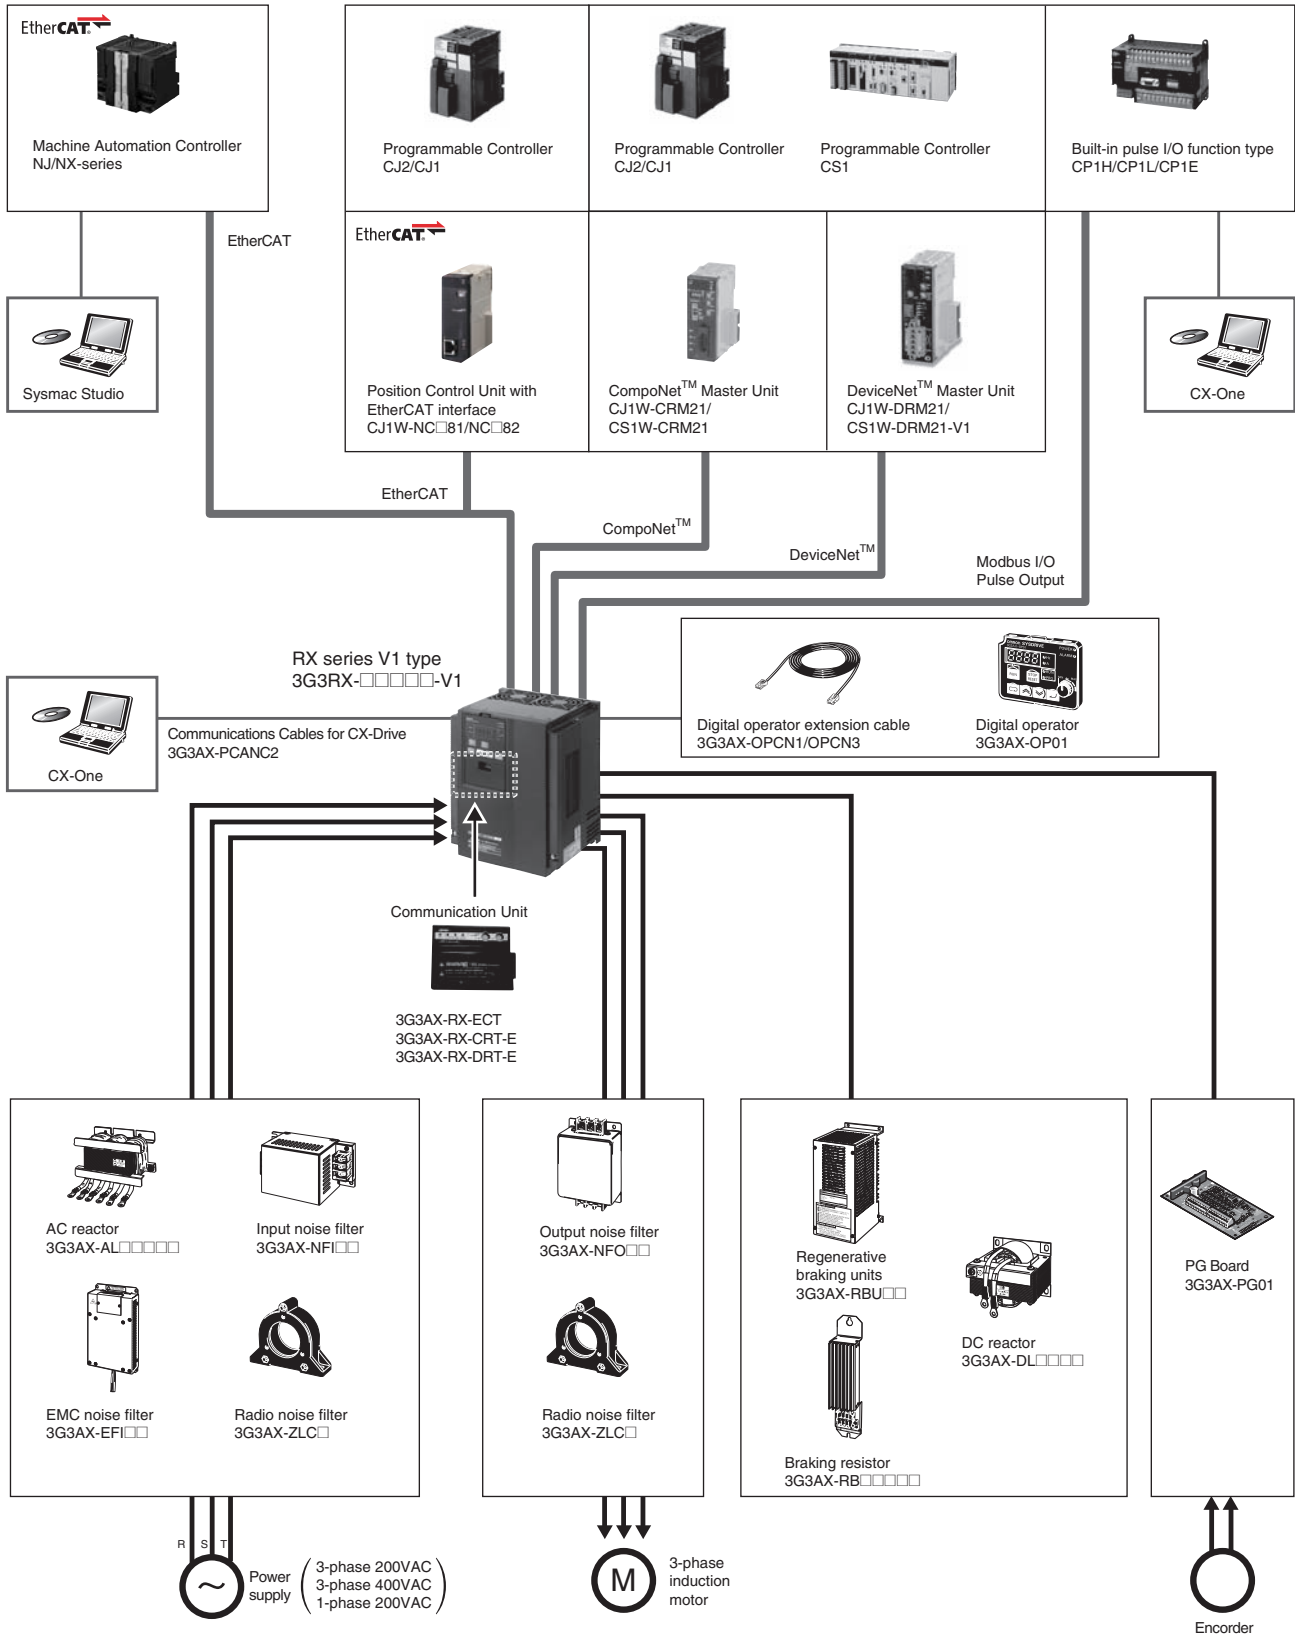 EtherCAT®
Machine Automation Controller
NJ/NX-series
Programmable Controller
CJ2/CJ1
Programmable Controller
CJ2/CJ1
Programmable Controller
CS1
Built-in pulse I/O function type
CP1H/CP1L/CP1E
EtherCAT
Sysmac Studio
EtherCAT®
Position Control Unit with
EtherCAT interface
CJ1W-NC□81/NC□82
CompoNet™ Master Unit
CJ1W-CRM21/
CS1W-CRM21
DeviceNet™ Master Unit
CJ1W-DRM21/
CS1W-DRM21-V1
CX-One
EtherCAT
CompoNet™
DeviceNet™
Modbus I/O
Pulse Output
RX series V1 type
3G3RX-□□□□□-V1
CX-One
Communications Cables for CX-Drive
3G3AX-PCANC2
Digital operator extension cable
3G3AX-OPCN1/OPCN3
Digital operator
3G3AX-OP01
Communication Unit
3G3AX-RX-ECT
3G3AX-RX-CRT-E
3G3AX-RX-DRT-E
AC reactor
3G3AX-AL□□□□□
Input noise filter
3G3AX-NFI□□
EMC noise filter
3G3AX-EFI□□
Radio noise filter
3G3AX-ZLC□
Output noise filter
3G3AX-NFO□□
Radio noise filter
3G3AX-ZLC□
Regenerative
braking units
3G3AX-RBU□□
DC reactor
3G3AX-DL□□□□
Braking resistor
3G3AX-RB□□□□□
PG Board
3G3AX-PG01
R S T
Power
supply
3-phase 200VAC
3-phase 400VAC
1-phase 200VAC
M
3-phase
induction
motor
Encorder